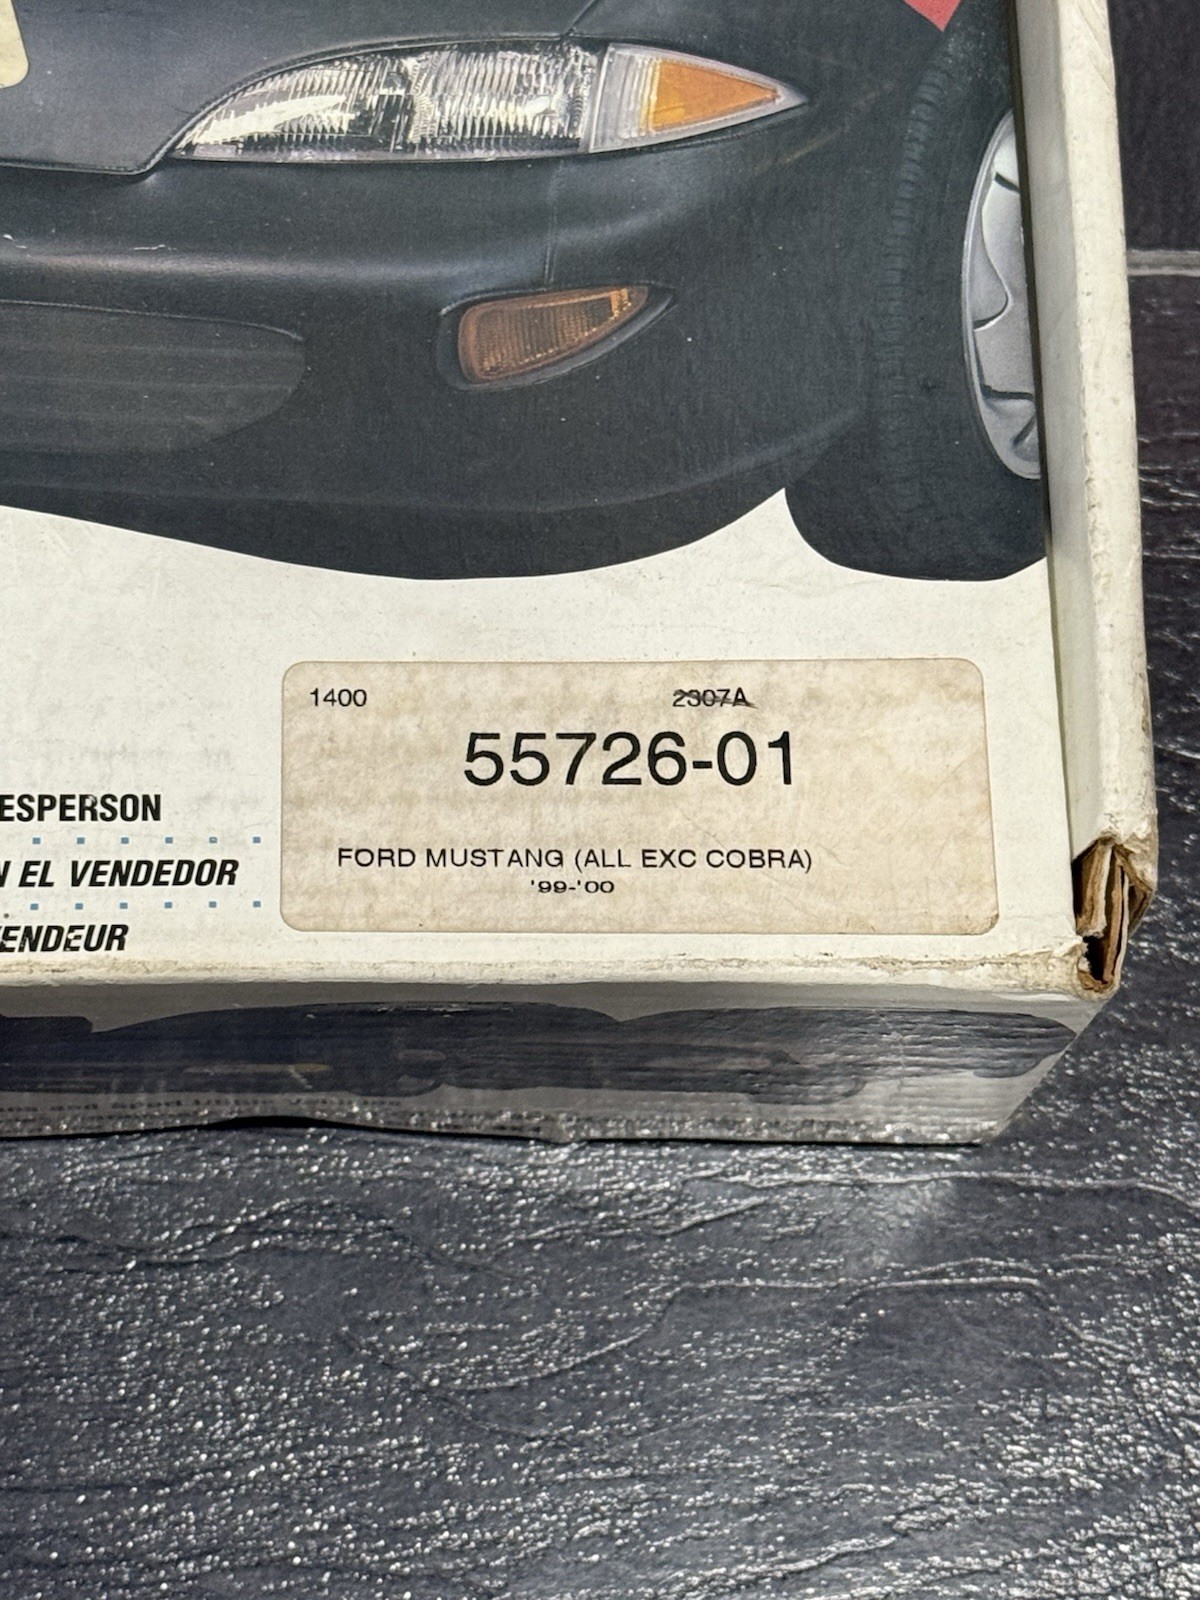 1400 2307A
55726-01
FORD MUSTANG (ALL EXC COBRA)
'99-'00
ESPERSON
N EL VENDEDOR
ENDEUR